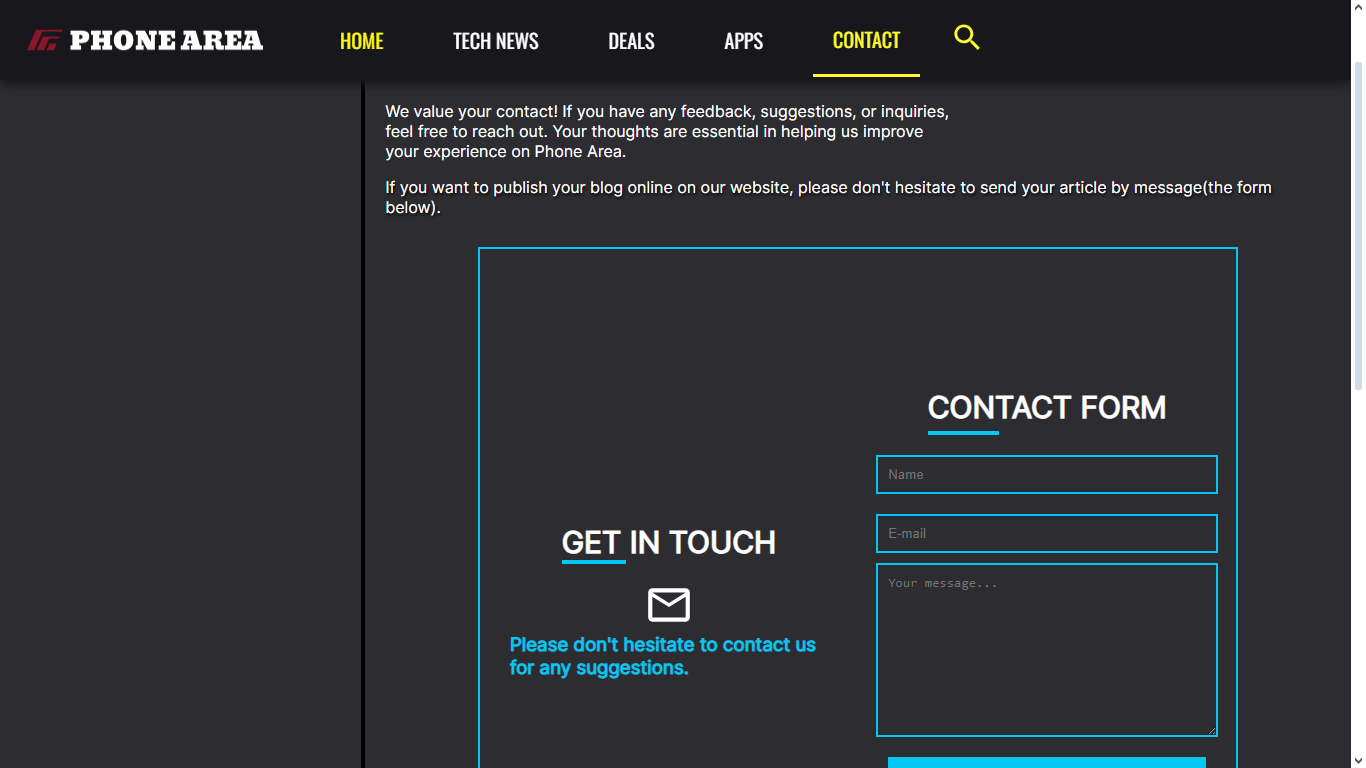 PHONE AREA
HOME
TECH NEWS
DEALS
APPS
CONTACT
We value your contact! If you have any feedback, suggestions, or inquiries,
feel free to reach out. Your thoughts are essential in helping us improve
your experience on Phone Area.
If you want to publish your blog online on our website, please don't hesitate to send your article by message(the form
below).
GET IN TOUCH
Please don't hesitate to contact us
for any suggestions.
CONTACT FORM
Name
E-mail
Your message...